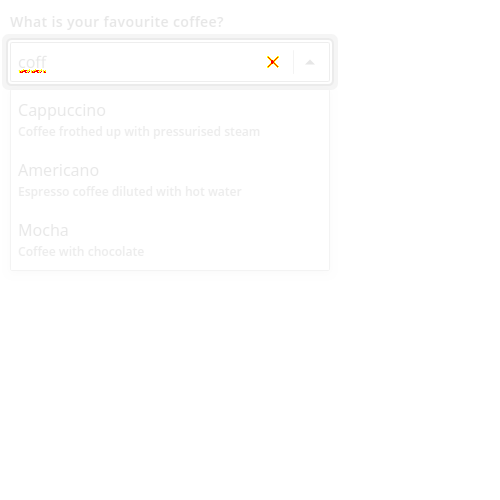 What is your favourite coffee?
coff
Cappuccino
Coffee frothed up with pressurised steam
Americano
Espresso coffee diluted with hot water
Mocha
Coffee with chocolate